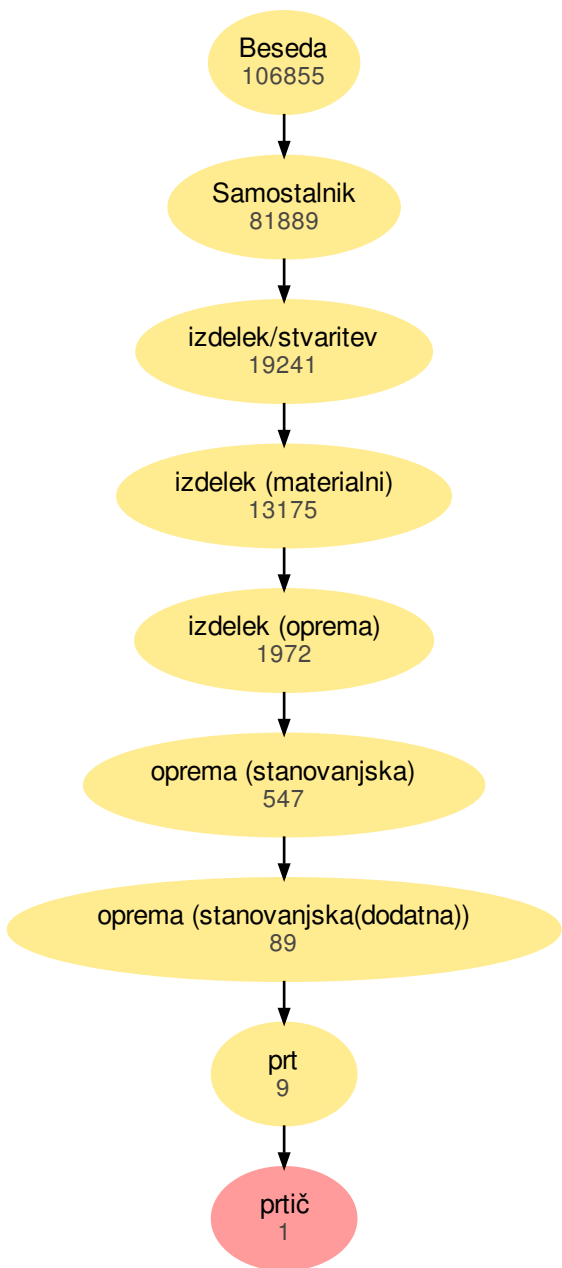 Beseda
106855
Samostalnik
81889
izdelek/stvaritev
19241
izdelek (materialni)
13175
izdelek (oprema)
1972
oprema (stanovanjska)
547
oprema (stanovanjska(dodatna))
89
prt
9
prtič
1